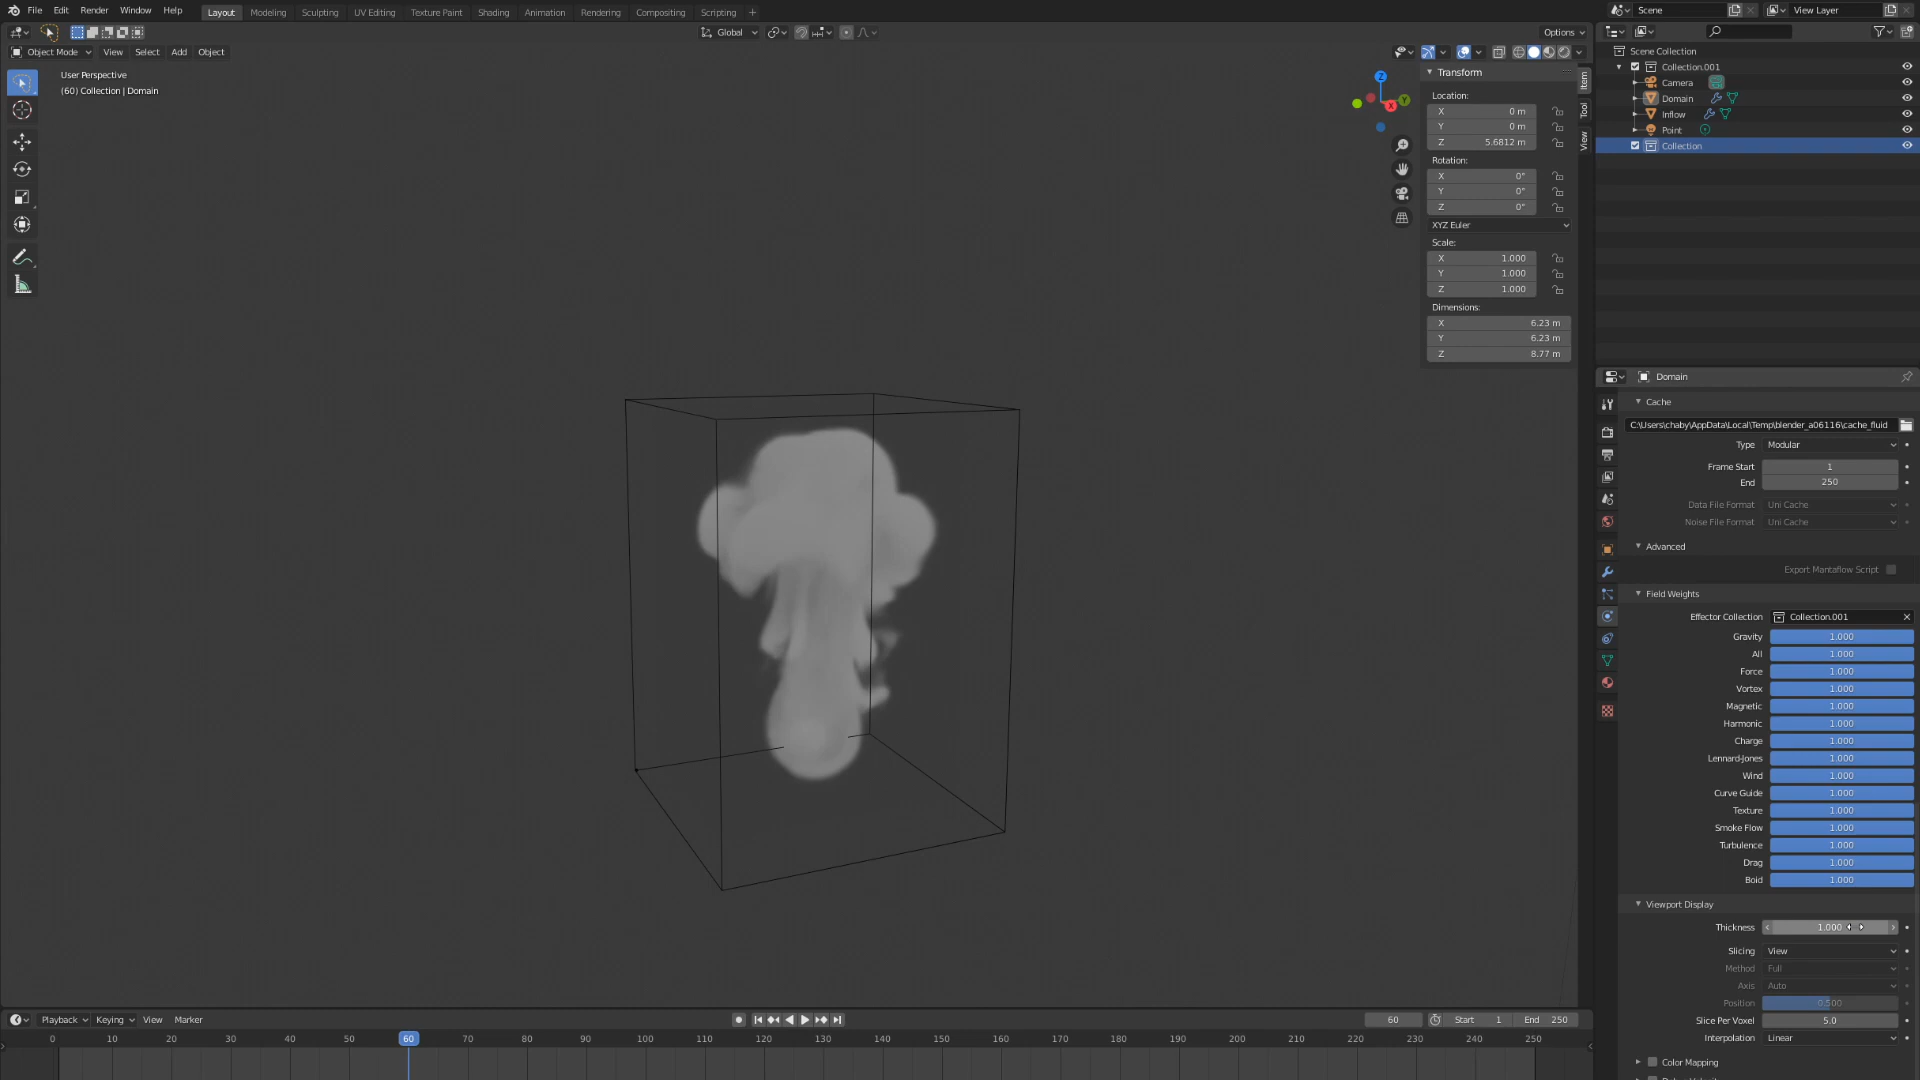 File Edit Render Window Help Layout Modeling Sculpting UV Editing Texture Paint Shading Animation Rendering Compositing Scripting + Scene View Layer
Global Options
Object Mode View Select Add Object
User Perspective
(60) Collection | Domain
Z
Y
X
Transform
Location:
X 0 m
Y 0 m
Z 5.6812 m
Rotation:
X 0°
Y 0°
Z 0°
XYZ Euler
Scale:
X 1.000
Y 1.000
Z 1.000
Dimensions:
X 6.23 m
Y 6.23 m
Z 8.77 m
Item
Tool
View
Scene Collection
Collection.001
Camera
Domain
Inflow
Point
Collection
Domain
Cache
C:\Users\chaby\AppData\Local\Temp\blender_a06116\cache_fluid
Type Modular
Frame Start 1
End 250
Data File Format Uni Cache
Noise File Format Uni Cache
Advanced
Export Mantaflow Script
Field Weights
Effector Collection Collection.001
Gravity 1.000
All 1.000
Force 1.000
Vortex 1.000
Magnetic 1.000
Harmonic 1.000
Charge 1.000
Lennard-Jones 1.000
Wind 1.000
Curve Guide 1.000
Texture 1.000
Smoke Flow 1.000
Turbulence 1.000
Drag 1.000
Boid 1.000
Viewport Display
Thickness 1.000
Slicing View
Method Full
Axis Auto
Position 0.500
Slice Per Voxel 5.0
Interpolation Linear
Color Mapping
Playback Keying View Marker 60 Start 1 End 250
0 10 20 30 40 50 60 70 80 90 100 110 120 130 140 150 160 170 180 190 200 210 220 230 240 250